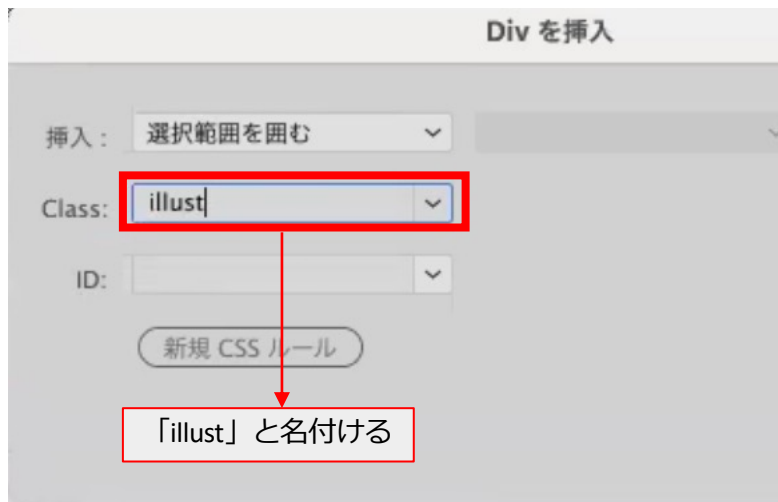 Div を挿入
挿入 : 選択範囲を囲む
Class: illust
ID:
新規 CSS ルール
「illust」と名付ける